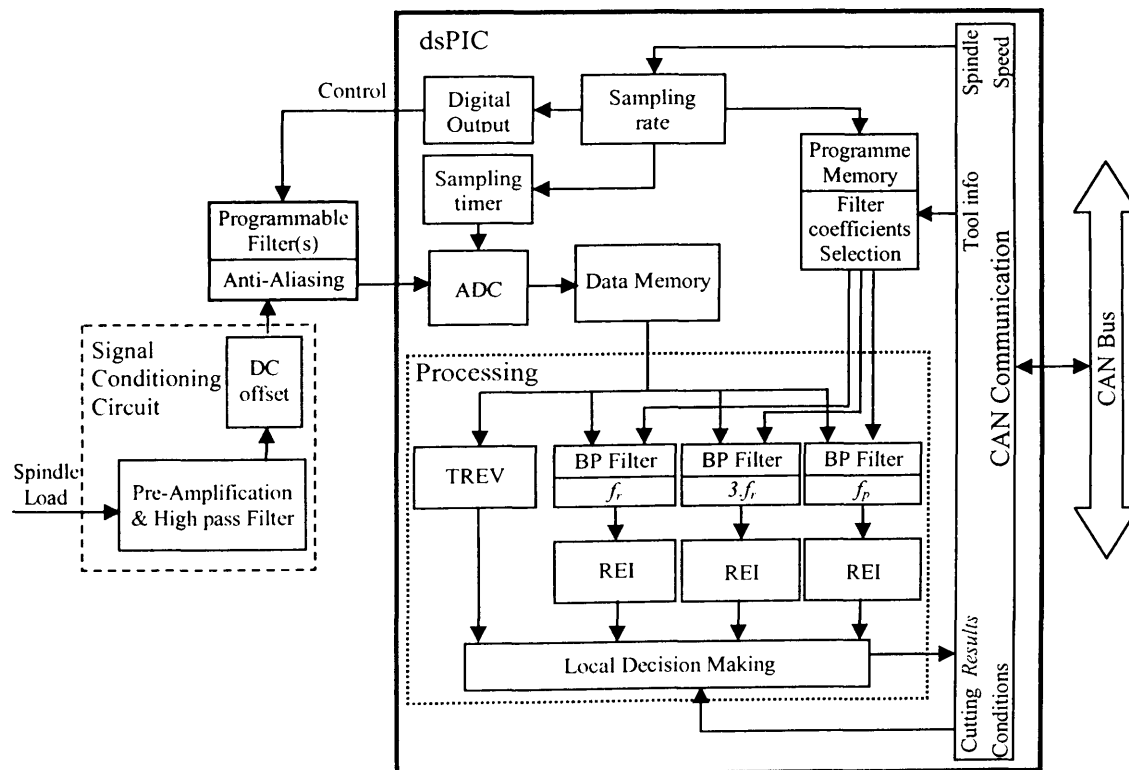 dsPIC
Spindle
Speed
Control
Digital
Output
Sampling
rate
Programme
Memory
Filter
coefficients
Selection
Tool info
Sampling
timer
Programmable
Filter(s)
Anti-Aliasing
ADC
Data Memory
CAN Communication
CAN Bus
Signal
Conditioning
Circuit
DC
offset
Processing
Spindle
Load
Pre-Amplification
& High pass Filter
TREV
BP Filter
fr
BP Filter
3.fr
BP Filter
fp
REI
REI
REI
Local Decision Making
Results
Cutting
Conditions